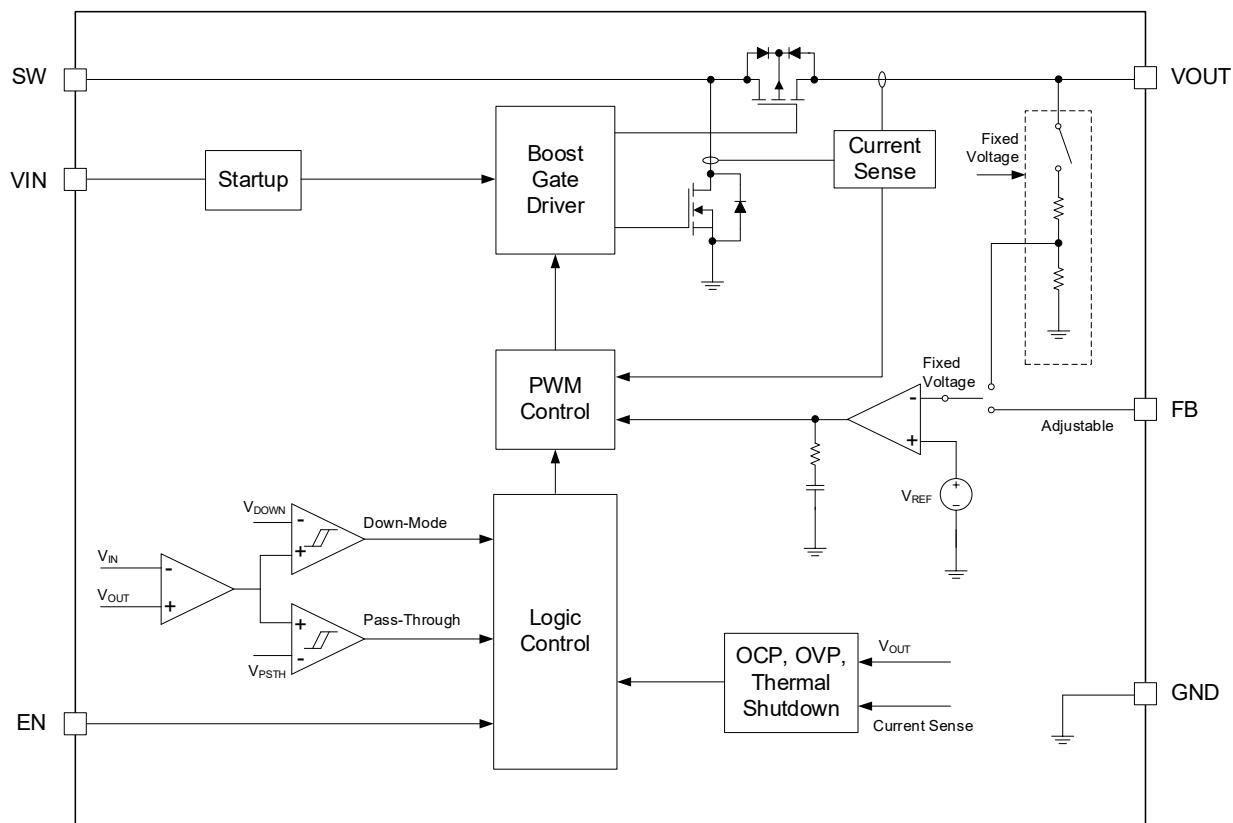 SW
VOUT
Boost
Gate
Driver
Current
Sense
Fixed
Voltage
VIN
Startup
PWM
Control
Fixed
Voltage
-
+
FB
Adjustable
VREF
+
-
VDOWN
-
+
Down-Mode
VIN
-
VOUT
+
+
-
Pass-Through
VPSTH
Logic
Control
OCP, OVP,
Thermal
Shutdown
VOUT
Current Sense
GND
EN